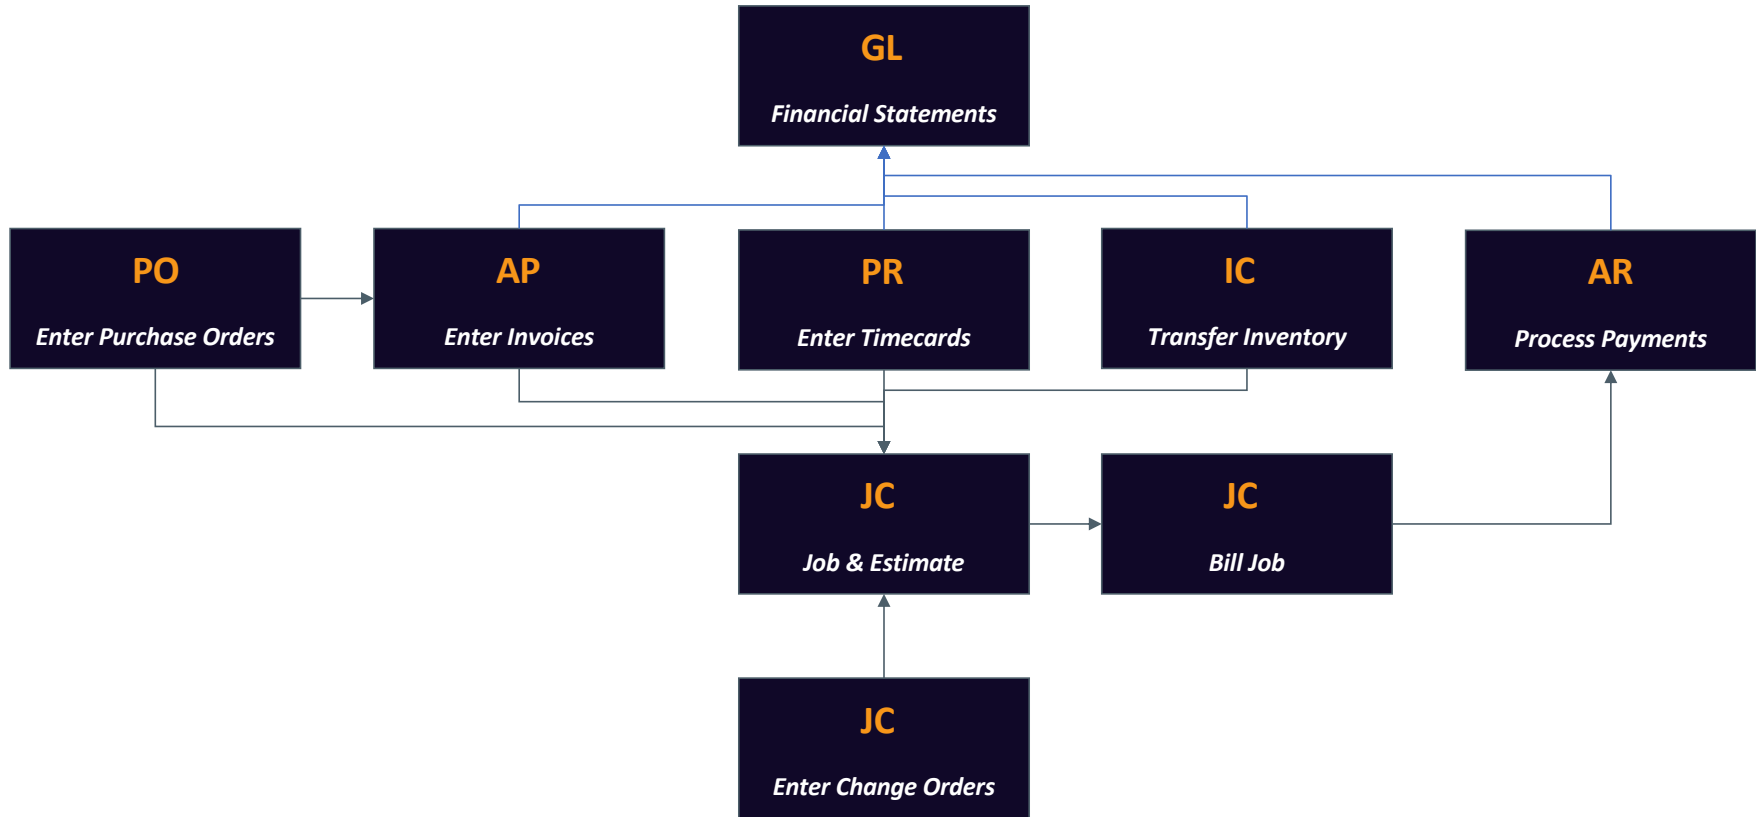 GL
Financial Statements
PO
Enter Purchase Orders
AP
Enter Invoices
PR
Enter Timecards
IC
Transfer Inventory
AR
Process Payments
JC
Job & Estimate
JC
Bill Job
JC
Enter Change Orders